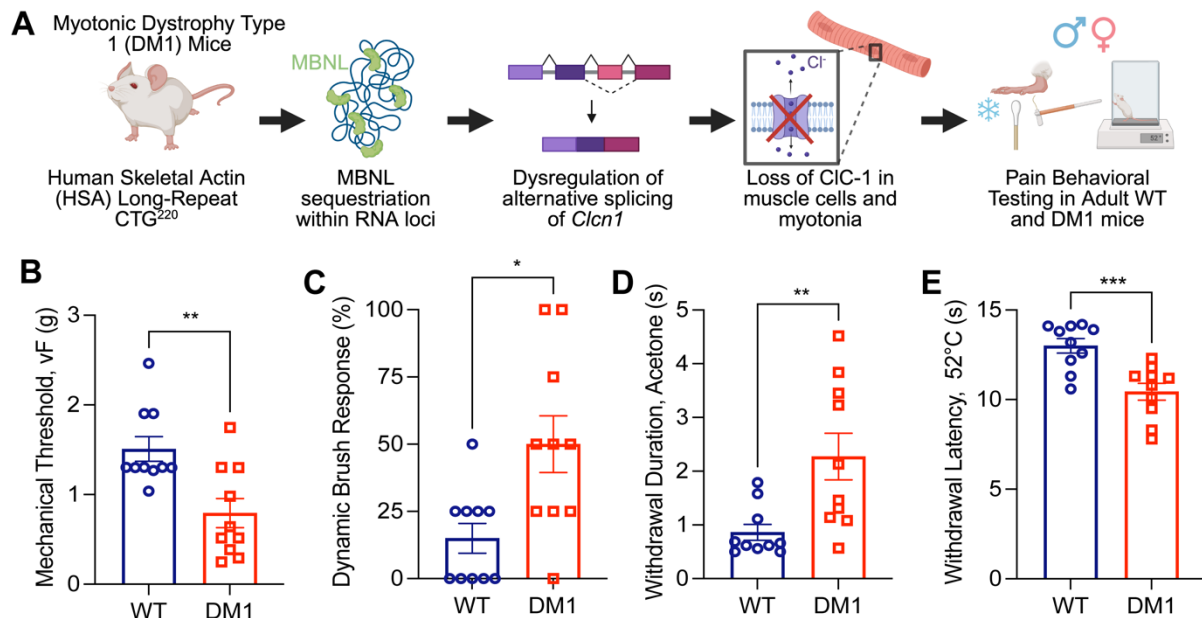 A
Myotonic Dystrophy Type
1 (DM1) Mice
Human Skeletal Actin
(HSA) Long-Repeat
CTG²²⁰
MBNL
MBNL
sequestriation
within RNA loci
Dysregulation of
alternative splicing
of Clcn1
Cl⁻
Loss of ClC-1 in
muscle cells and
myotonia
52°
Pain Behavioral
Testing in Adult WT
and DM1 mice
B
Mechanical Threshold, vF (g)
3
2
1
0
**
WT
DM1
C
Dynamic Brush Response (%)
100
75
50
25
0
*
WT
DM1
D
Withdrawal Duration, Acetone (s)
5
4
3
2
1
0
**
WT
DM1
E
Withdrawal Latency, 52°C (s)
15
10
5
0
***
WT
DM1